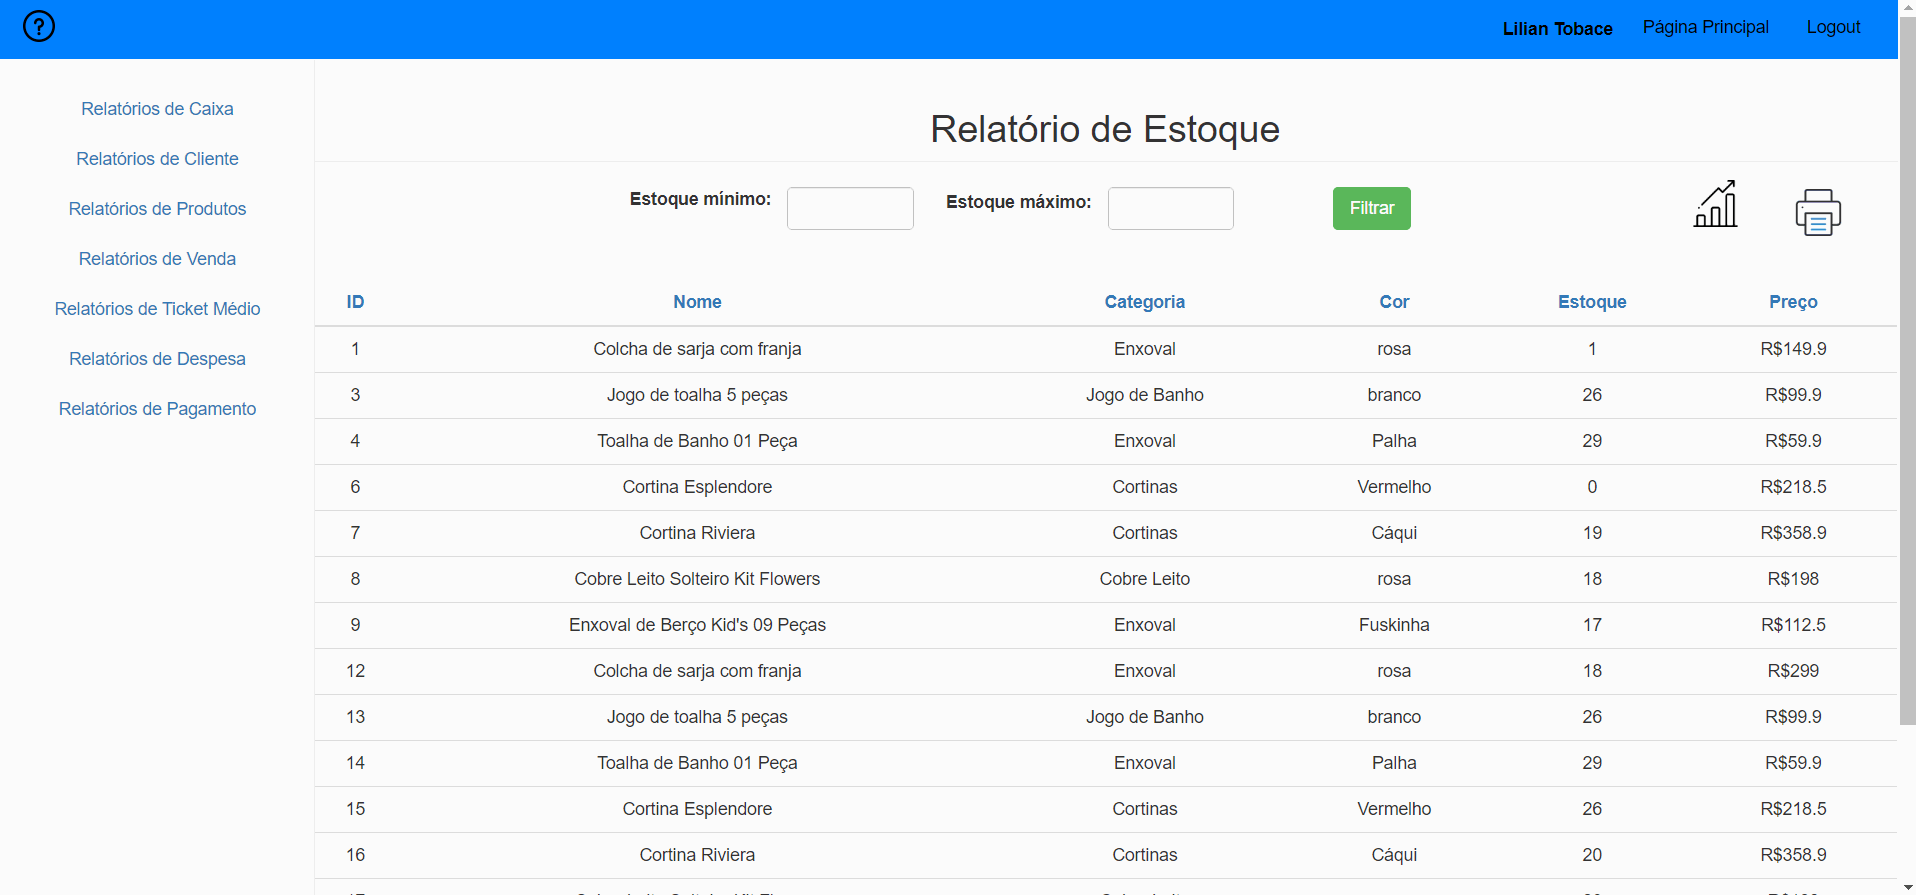 ? Lilian Tobace Página Principal Logout
Relatórios de Caixa
Relatórios de Cliente
Relatórios de Produtos
Relatórios de Venda
Relatórios de Ticket Médio
Relatórios de Despesa
Relatórios de Pagamento
Relatório de Estoque
Estoque mínimo: Estoque máximo: Filtrar
ID Nome Categoria Cor Estoque Preço
1 Colcha de sarja com franja Enxoval rosa 1 R$149.9
3 Jogo de toalha 5 peças Jogo de Banho branco 26 R$99.9
4 Toalha de Banho 01 Peça Enxoval Palha 29 R$59.9
6 Cortina Esplendore Cortinas Vermelho 0 R$218.5
7 Cortina Riviera Cortinas Cáqui 19 R$358.9
8 Cobre Leito Solteiro Kit Flowers Cobre Leito rosa 18 R$198
9 Enxoval de Berço Kid's 09 Peças Enxoval Fuskinha 17 R$112.5
12 Colcha de sarja com franja Enxoval rosa 18 R$299
13 Jogo de toalha 5 peças Jogo de Banho branco 26 R$99.9
14 Toalha de Banho 01 Peça Enxoval Palha 29 R$59.9
15 Cortina Esplendore Cortinas Vermelho 26 R$218.5
16 Cortina Riviera Cortinas Cáqui 20 R$358.9